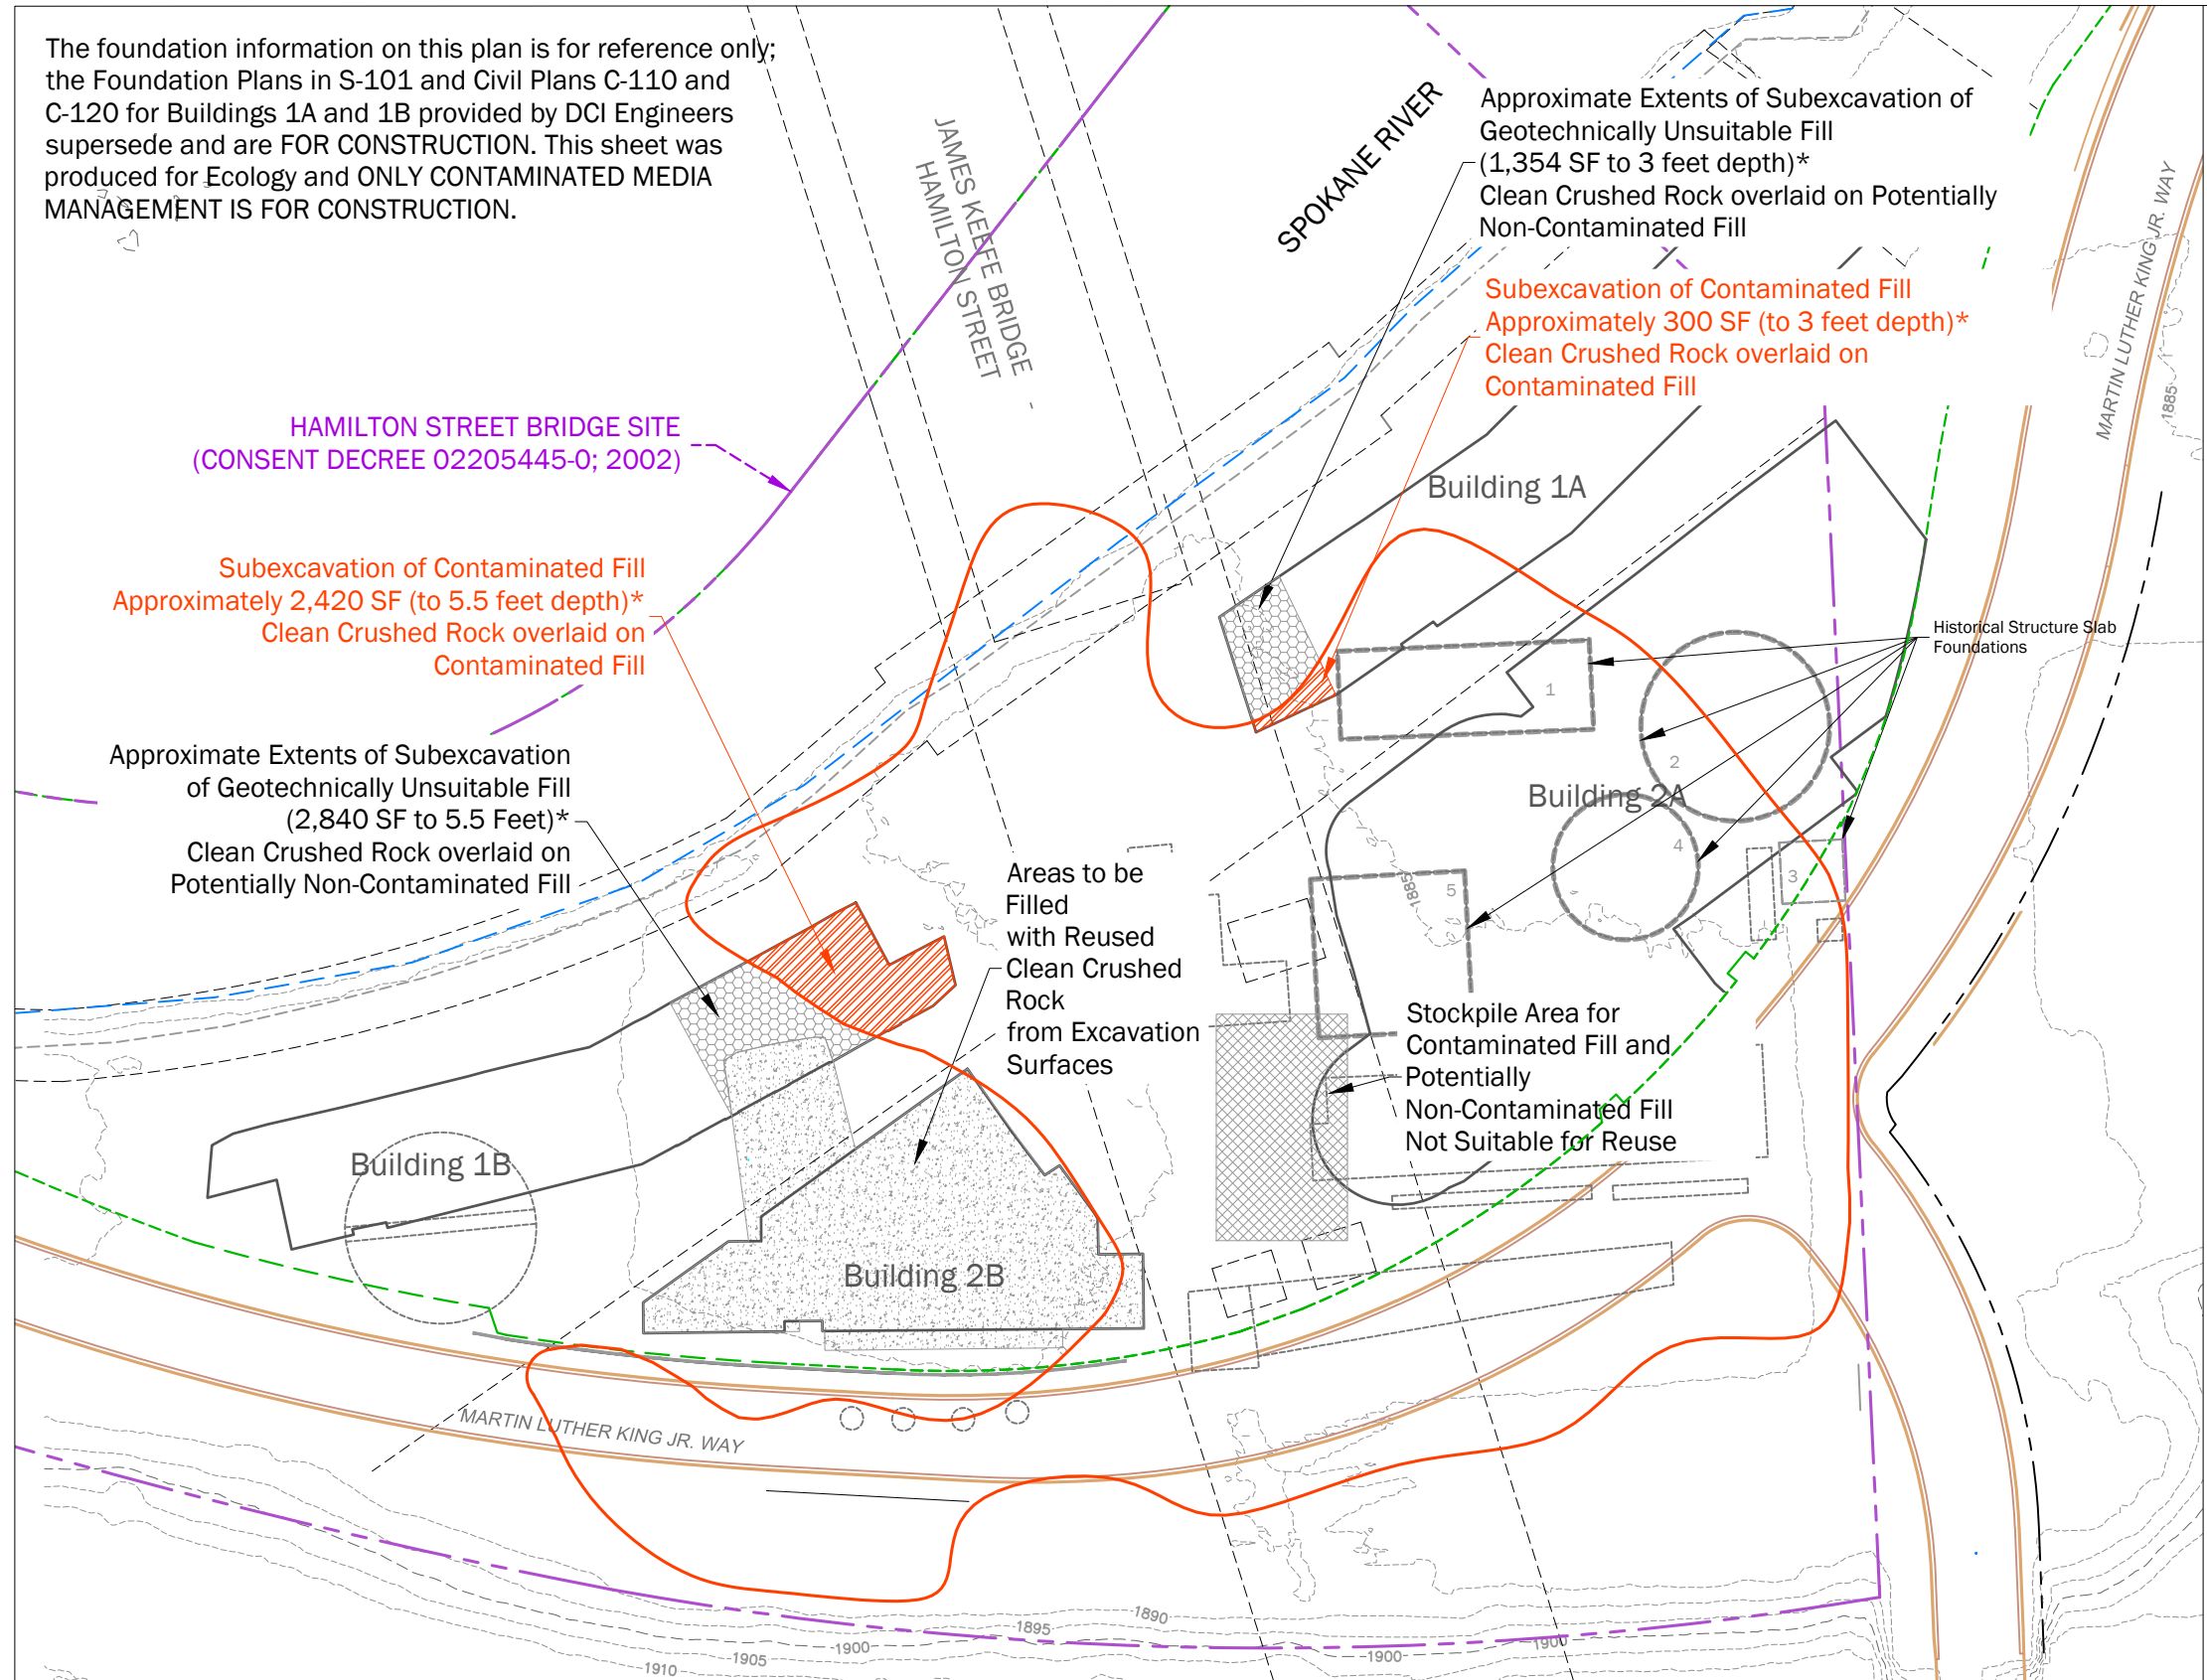 The foundation information on this plan is for reference only;
the Foundation Plans in S-101 and Civil Plans C-110 and
C-120 for Buildings 1A and 1B provided by DCI Engineers
supersede and are FOR CONSTRUCTION. This sheet was
produced for Ecology and ONLY CONTAMINATED MEDIA
MANAGEMENT IS FOR CONSTRUCTION.
JAMES KEEFE BRIDGE
HAMILTON STREET
SPOKANE RIVER
Approximate Extents of Subexcavation of
Geotechnically Unsuitable Fill
(1,354 SF to 3 feet depth)*
Clean Crushed Rock overlaid on Potentially
Non-Contaminated Fill
Subexcavation of Contaminated Fill
Approximately 300 SF (to 3 feet depth)*
Clean Crushed Rock overlaid on
Contaminated Fill
MARTIN LUTHER KING JR. WAY
1885
HAMILTON STREET BRIDGE SITE
(CONSENT DECREE 02205445-0; 2002)
Building 1A
Subexcavation of Contaminated Fill
Approximately 2,420 SF (to 5.5 feet depth)*
Clean Crushed Rock overlaid on
Contaminated Fill
Historical Structure Slab
Foundations
1
2
Building 2A
4
3
5
1885
Approximate Extents of Subexcavation
of Geotechnically Unsuitable Fill
(2,840 SF to 5.5 Feet)*
Clean Crushed Rock overlaid on
Potentially Non-Contaminated Fill
Areas to be
Filled
with Reused
Clean Crushed
Rock
from Excavation
Surfaces
Stockpile Area for
Contaminated Fill and
Potentially
Non-Contaminated Fill
Not Suitable for Reuse
Building 1B
Building 2B
MARTIN LUTHER KING JR. WAY
1890
1895
1900
1900
1900
1905
1910